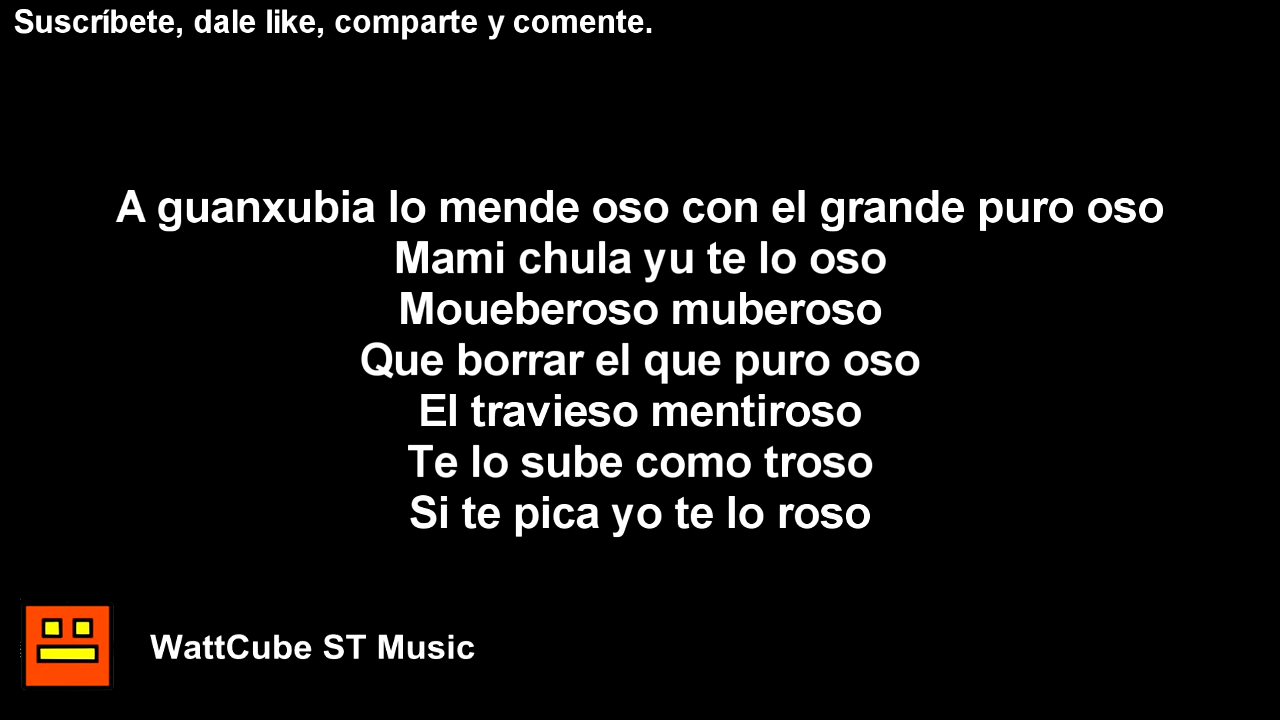 Suscríbete, dale like, comparte y comente.
A guanxubia lo mende oso con el grande puro oso
Mami chula yu te lo oso
Moueberoso muberoso
Que borrar el que puro oso
El travieso mentiroso
Te lo sube como troso
Si te pica yo te lo roso
WattCube ST Music